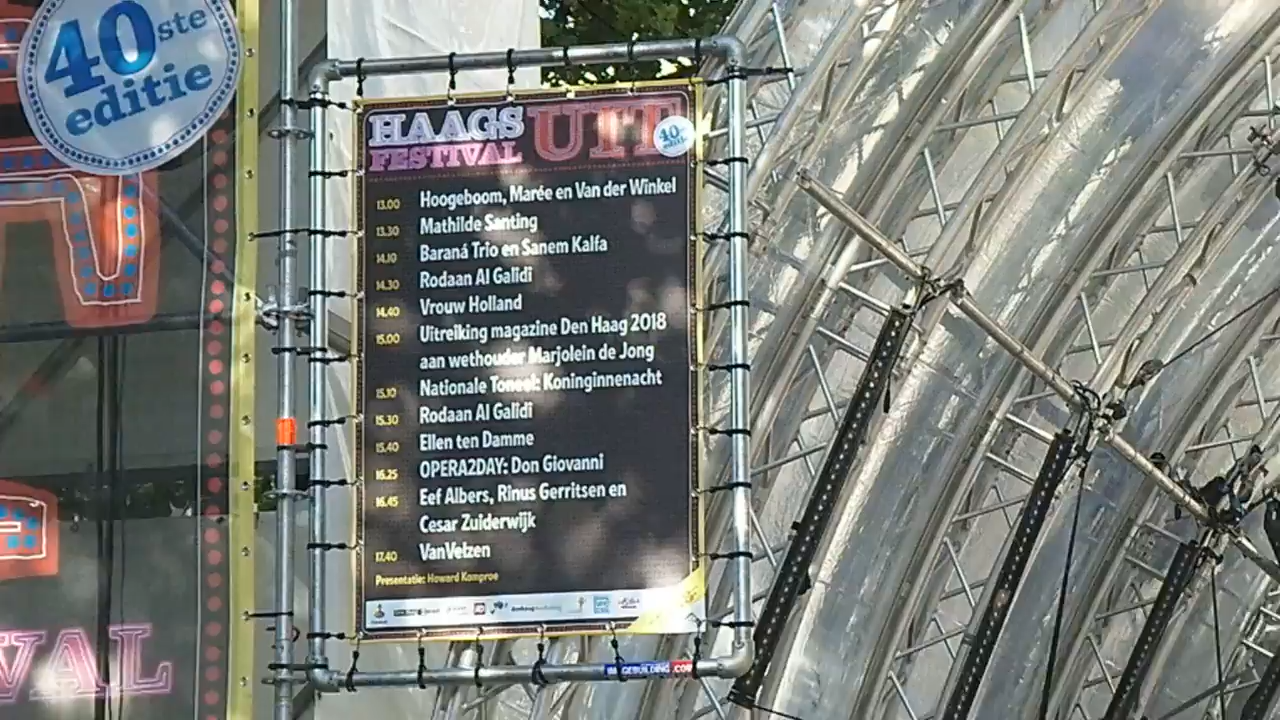 40ste
editie
HAAGS UIT
FESTIVAL
40ste
editie
13.00 Hoogeboom, Marée en Van der Winkel
13.30 Mathilde Santing
14.10 Baraná Trio en Sanem Kalfa
14.30 Rodaan Al Galidi
14.40 Vrouw Holland
15.00 Uitreiking magazine Den Haag 2018
aan wethouder Marjolein de Jong
15.10 Nationale Toneel: Koninginnenacht
15.30 Rodaan Al Galidi
15.40 Ellen ten Damme
16.25 OPERA2DAY: Don Giovanni
16.45 Eef Albers, Rinus Gerritsen en
Cesar Zuiderwijk
17.40 VanVelzen
Presentatie: Howard Komproe
VAL